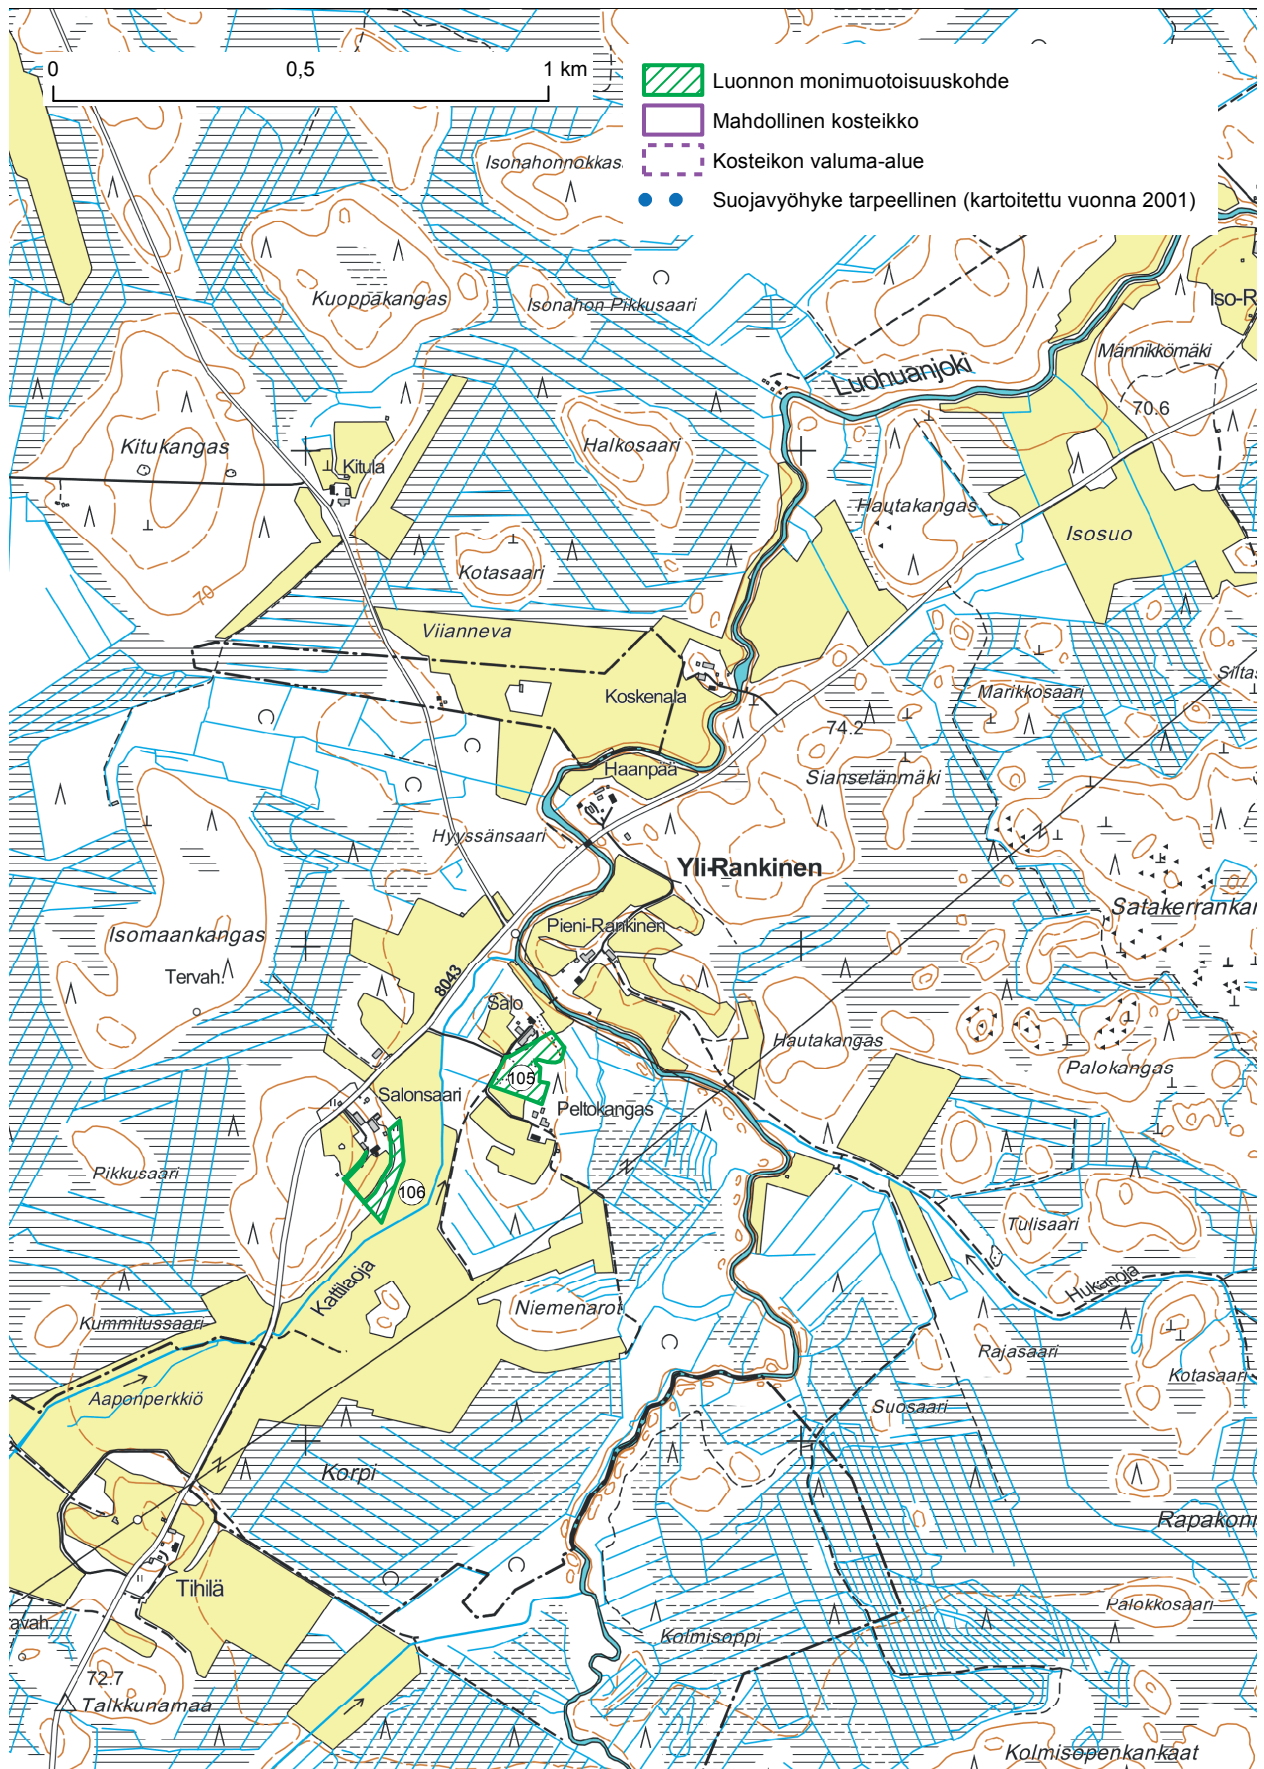 0 0,5 1 km
Luonnon monimuotoisuuskohde
Mahdollinen kosteikko
Kosteikon valuma-alue
Suojavyöhyke tarpeellinen (kartoitettu vuonna 2001)
Isonahonnokkas
Kuoppakangas
Isonahon Pikkusaari
Iso-R
Männikkömäki
Luohuanjoki
70.6
Kitukangas
Kitula
Halkosaari
Hautakangas
Isosuo
Kotasaari
70
Viianneva
Siltas
Koskenala
Marikkosaari
74.2
Haanpää
Sianselänmäki
Hyyssänsaari
Yli-Rankinen
Satakerrankan
Isomaankangas
Pieni-Rankinen
Tervah.
8043
Salo
Hautakangas
Palokangas
105
Salonsaari
Peltokangas
Pikkusaari
106
Tulisaari
Kattilaoja
Hukanoja
Niemenarot
Kummitussaari
Rajasaari
Kotasaari
Aaponperkkiö
Suosaari
Korpi
Rapakon
Tihilä
Palokkosaari
avah.
Kolmisoppi
72.7
Talkkunamaa
Kolmisopenkankaat